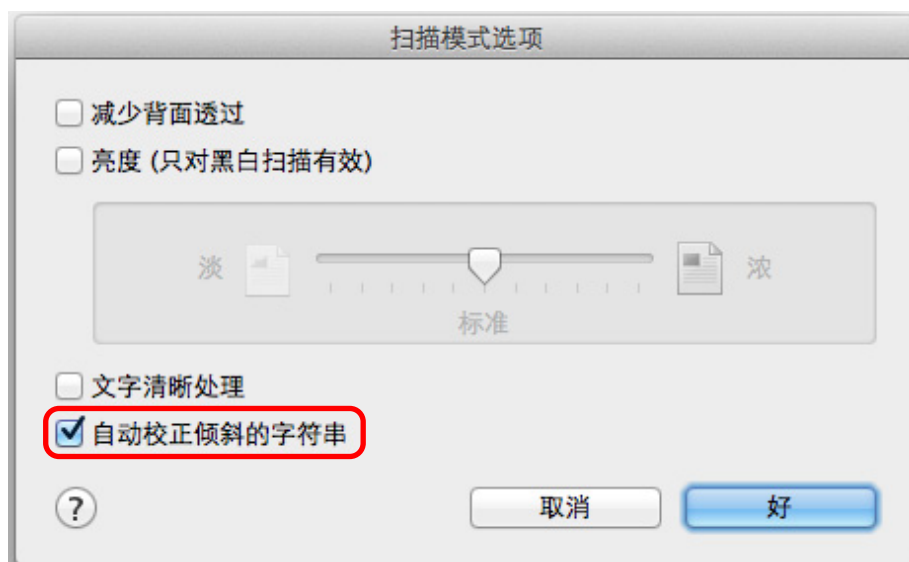 扫描模式选项
减少背面透过
亮度 (只对黑白扫描有效)
淡 浓
标准
文字清晰处理
自动校正倾斜的字符串
? 取消 好